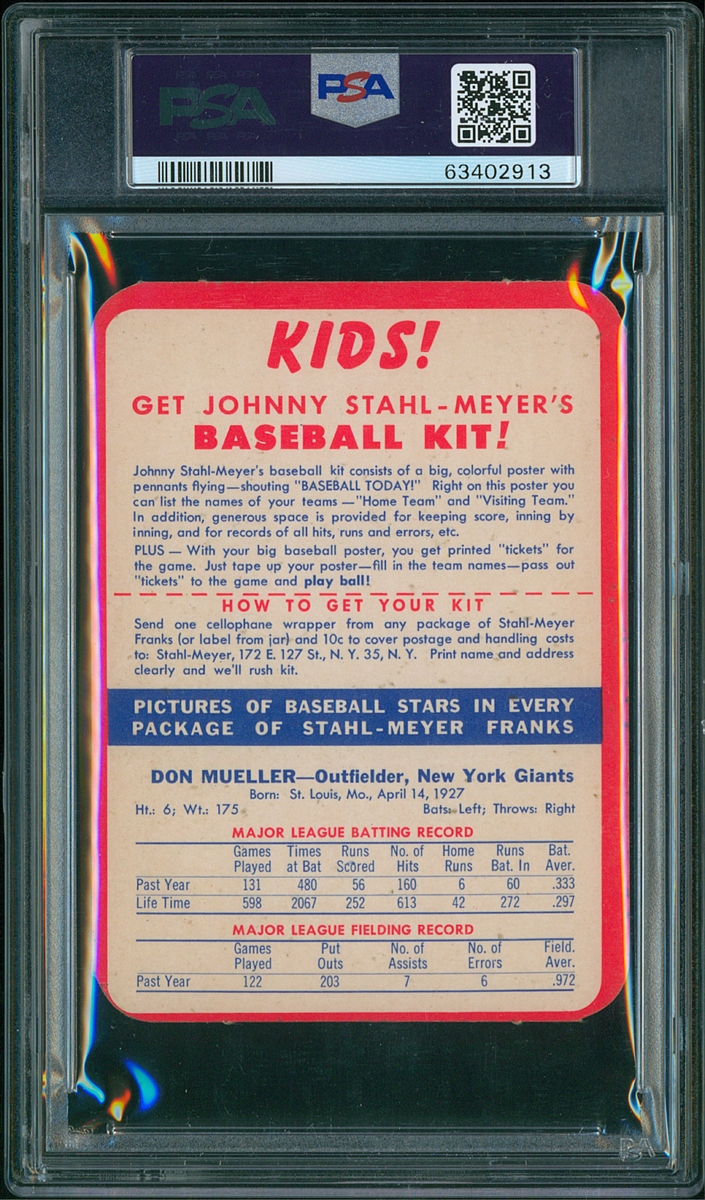 PSA
PSA
63402913
KIDS!
GET JOHNNY STAHL-MEYER'S
BASEBALL KIT!
Johnny Stahl-Meyer's baseball kit consists of a big, colorful poster with
pennants flying—shouting "BASEBALL TODAY!" Right on this poster you
can list the names of your teams —"Home Team" and "Visiting Team."
In addition, generous space is provided for keeping score, inning by
inning, and for records of all hits, runs and errors, etc.
PLUS — With your big baseball poster, you get printed "tickets" for
the game. Just tape up your poster—fill in the team names—pass out
"tickets" to the game and play ball!
HOW TO GET YOUR KIT
Send one cellophane wrapper from any package of Stahl-Meyer
Franks (or label from jar) and 10c to cover postage and handling costs
to: Stahl-Meyer, 172 E. 127 St., N. Y. 35, N. Y. Print name and address
clearly and we'll rush kit.
PICTURES OF BASEBALL STARS IN EVERY
PACKAGE OF STAHL-MEYER FRANKS
DON MUELLER—Outfielder, New York Giants
Born: St. Louis, Mo., April 14, 1927
Ht.: 6; Wt.: 175 Bats: Left; Throws: Right
MAJOR LEAGUE BATTING RECORD
Games Times Runs No. of Home Runs Bat.
Played at Bat Scored Hits Runs Bat. In Aver.
Past Year 131 480 56 160 6 60 .333
Life Time 598 2067 252 613 42 272 .297
MAJOR LEAGUE FIELDING RECORD
Games Put No. of No. of Field.
Played Outs Assists Errors Aver.
Past Year 122 203 7 6 .972
PSA